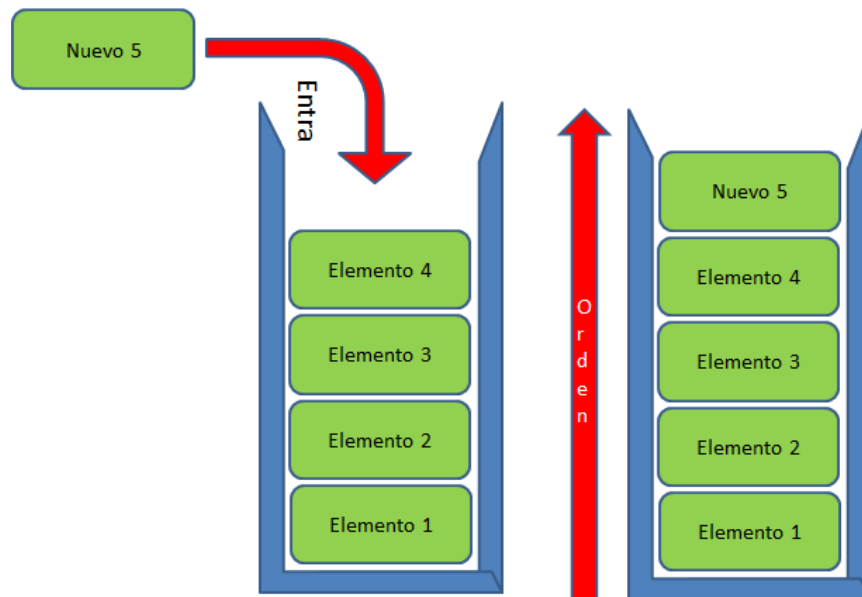 Nuevo 5
Entra
Elemento 4
Elemento 3
Elemento 2
Elemento 1
Orden
Nuevo 5
Elemento 4
Elemento 3
Elemento 2
Elemento 1